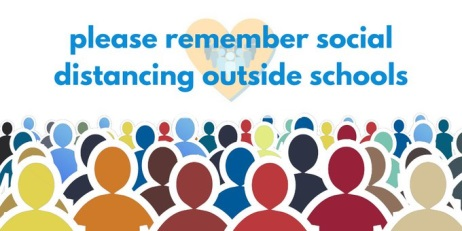 please remember social
distancing outside schools